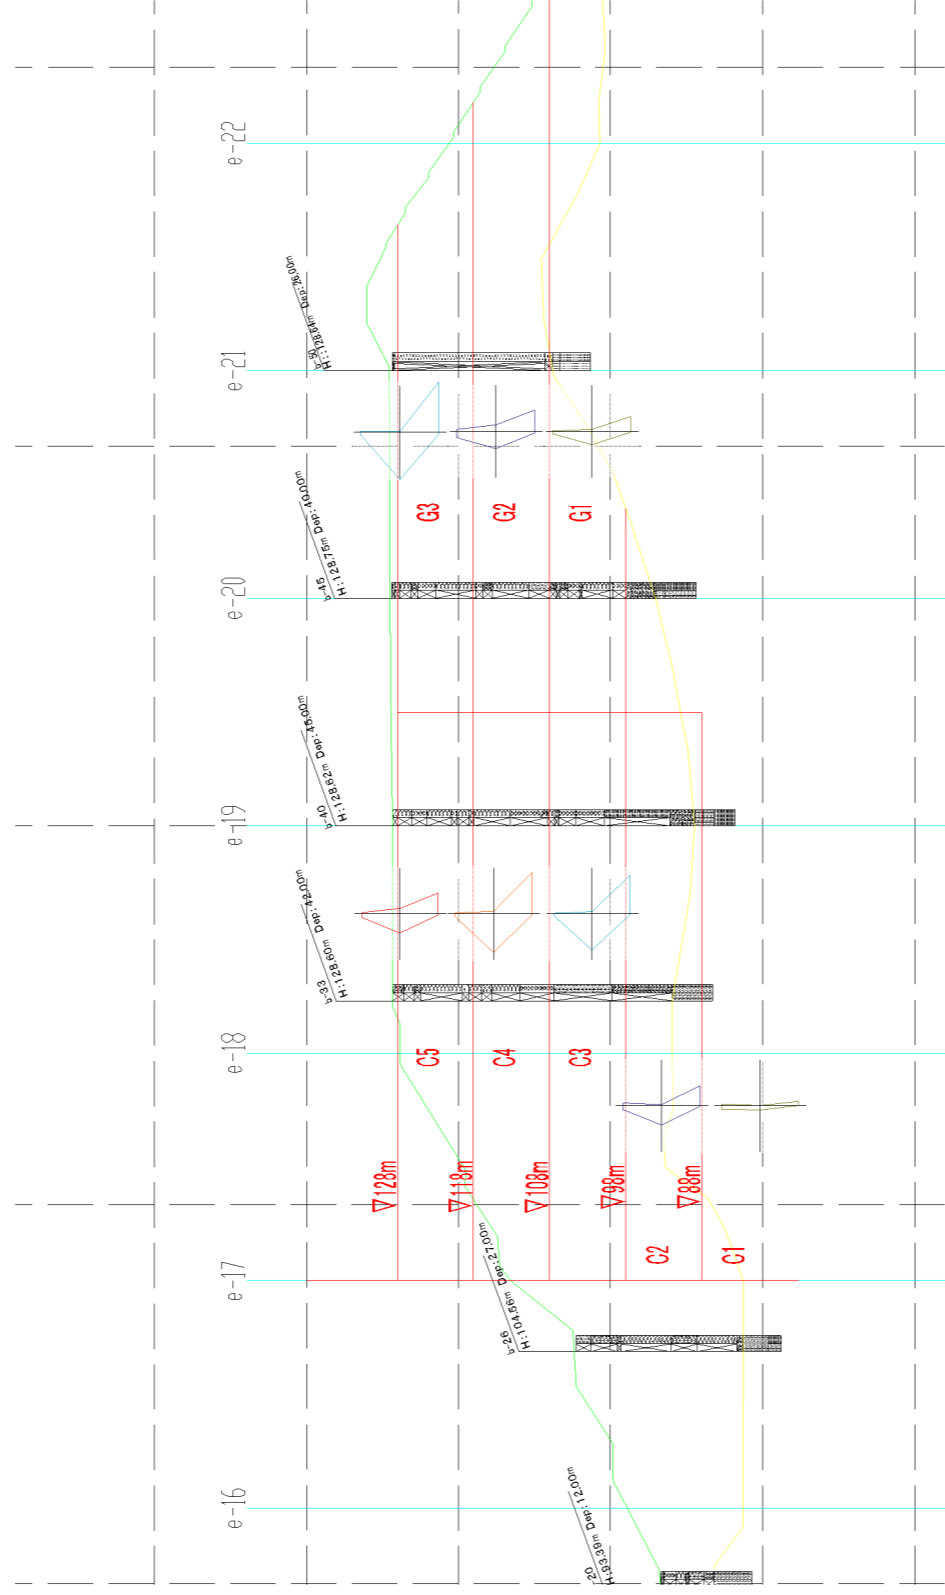 e-22
b-50
H:128.64m Dep:26.00m
e-21
b-45
H:128.75m Dep:40.00m
G3
G2
G1
e-20
b-40
H:128.62m Dep:45.00m
e-19
b-33
H:128.60m Dep:42.00m
e-18
C5
C4
C3
▽128m
▽118m
▽108m
▽98m
▽88m
C2
C1
e-17
b-26
H:104.56m Dep:27.00m
e-16
20
H:93.39m Dep:12.00m